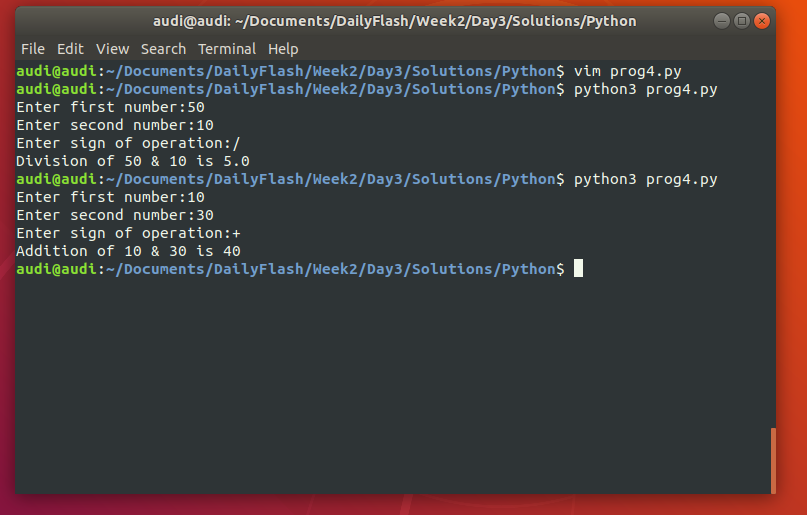 audi@audi: ~/Documents/DailyFlash/Week2/Day3/Solutions/Python
File Edit View Search Terminal Help
audi@audi:~/Documents/DailyFlash/Week2/Day3/Solutions/Python$ vim prog4.py
audi@audi:~/Documents/DailyFlash/Week2/Day3/Solutions/Python$ python3 prog4.py
Enter first number:50
Enter second number:10
Enter sign of operation:/
Division of 50 & 10 is 5.0
audi@audi:~/Documents/DailyFlash/Week2/Day3/Solutions/Python$ python3 prog4.py
Enter first number:10
Enter second number:30
Enter sign of operation:+
Addition of 10 & 30 is 40
audi@audi:~/Documents/DailyFlash/Week2/Day3/Solutions/Python$